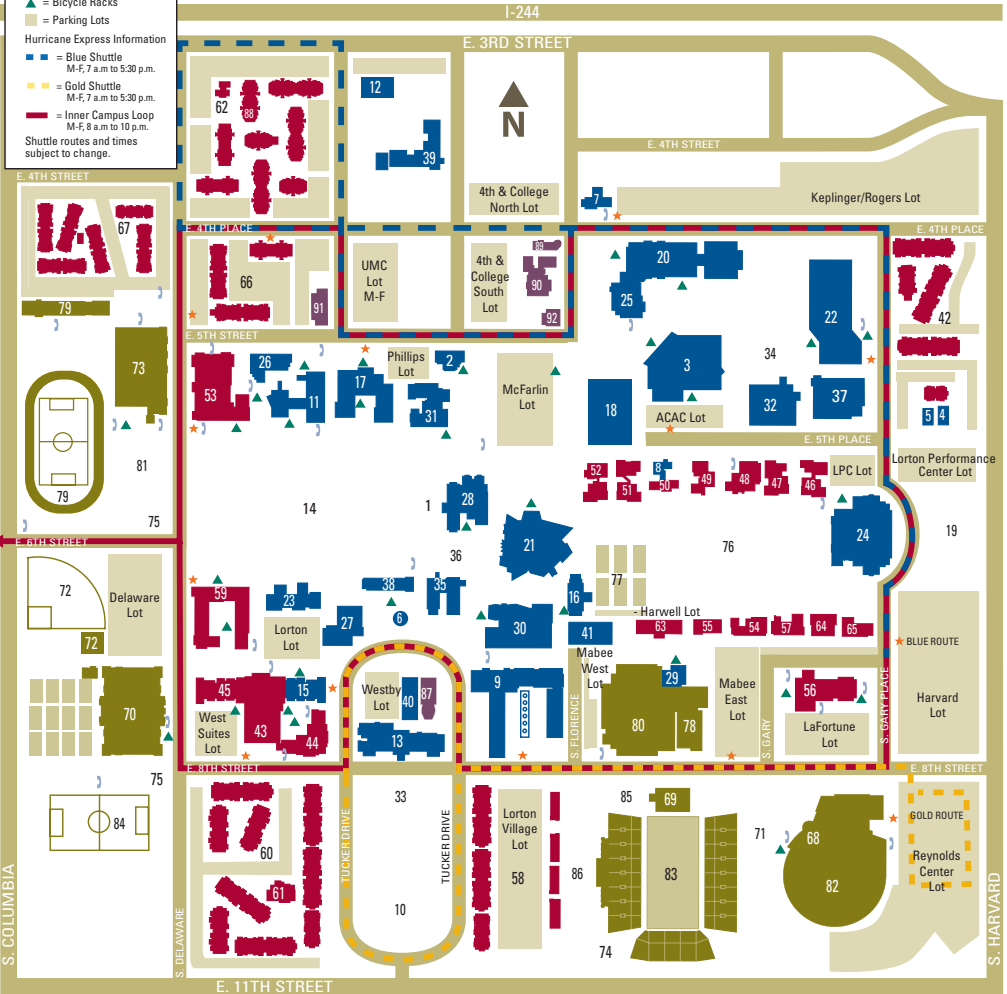 = Bicycle Racks
= Parking Lots
Hurricane Express Information
= Blue Shuttle
M-F, 7 a.m to 5:30 p.m.
= Gold Shuttle
M-F, 7 a.m to 5:30 p.m.
= Inner Campus Loop
M-F, 8 a.m to 10 p.m.
Shuttle routes and times
subject to change.
I-244
E. 3RD STREET
N
E. 4TH STREET
E. 4TH STREET
62
88
12
39
4th & College
North Lot
7
Keplinger/Rogers Lot
E. 4TH PLACE
E. 4TH PLACE
67
66
91
UMC
Lot
M-F
4th &
College
South
Lot
89
90
92
20
25
22
42
79
73
E. 5TH STREET
53
26
11
17
Phillips
Lot
2
31
McFarlin
Lot
18
3
34
32
37
ACAC Lot
5
4
E. 5TH PLACE
Lorton Performance
Center Lot
81
79
75
14
1
28
21
36
52
51
8
50
49
48
47
46
LPC Lot
24
19
76
77
E. 6TH STREET
72
72
Delaware
Lot
59
23
Lorton
Lot
27
38
6
35
30
16
41
- Harwell Lot
63
55
54
57
64
65
BLUE ROUTE
Mabee
West
Lot
70
45
15
43
44
West
Suites
Lot
Westby
Lot
40
87
13
9
S. FLORENCE
29
80
78
Mabee
East
Lot
S. GARY
56
LaFortune
Lot
S. GARY PLACE
Harvard
Lot
E. 8TH STREET
E. 8TH STREET
75
84
60
61
TUCKER DRIVE
TUCKER DRIVE
33
10
Lorton
Village
Lot
58
86
85
69
83
74
71
68
82
GOLD ROUTE
Reynolds
Center
Lot
S. COLUMBIA
S. DELAWARE
S. HARVARD
E. 11TH STREET